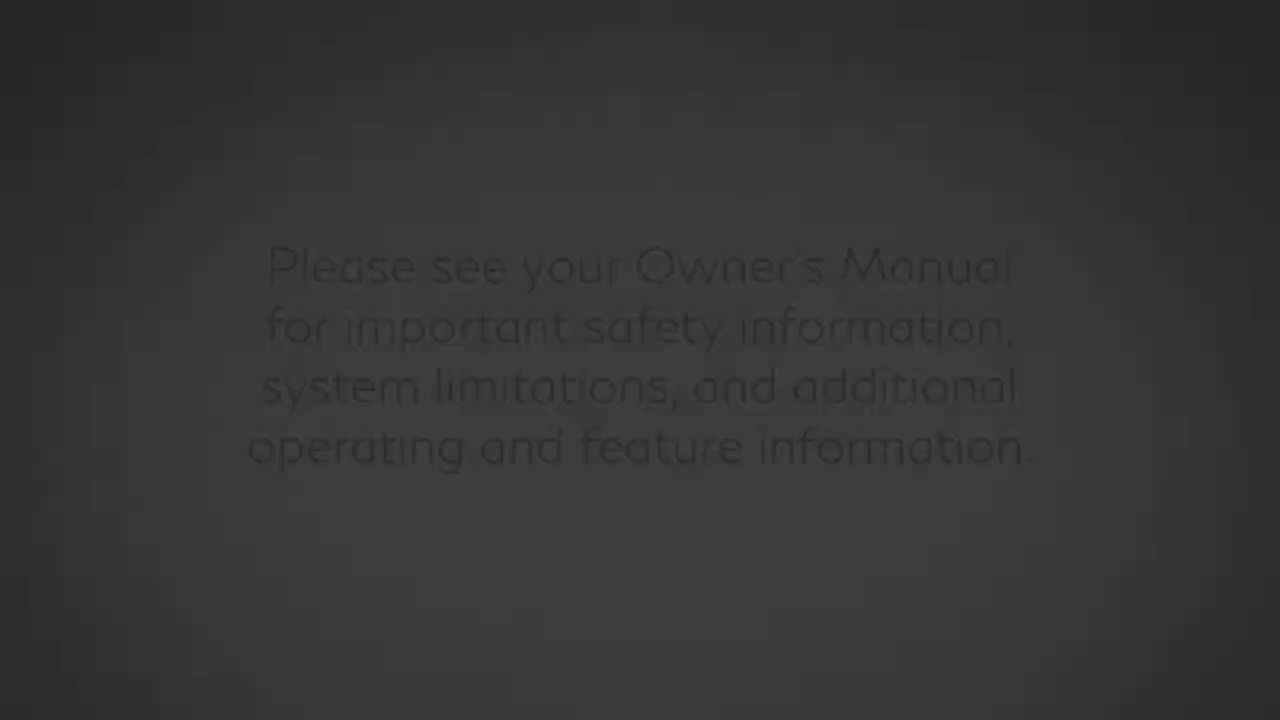 Please see your Owner's Manual
for important safety information,
system limitations, and additional
operating and feature information.